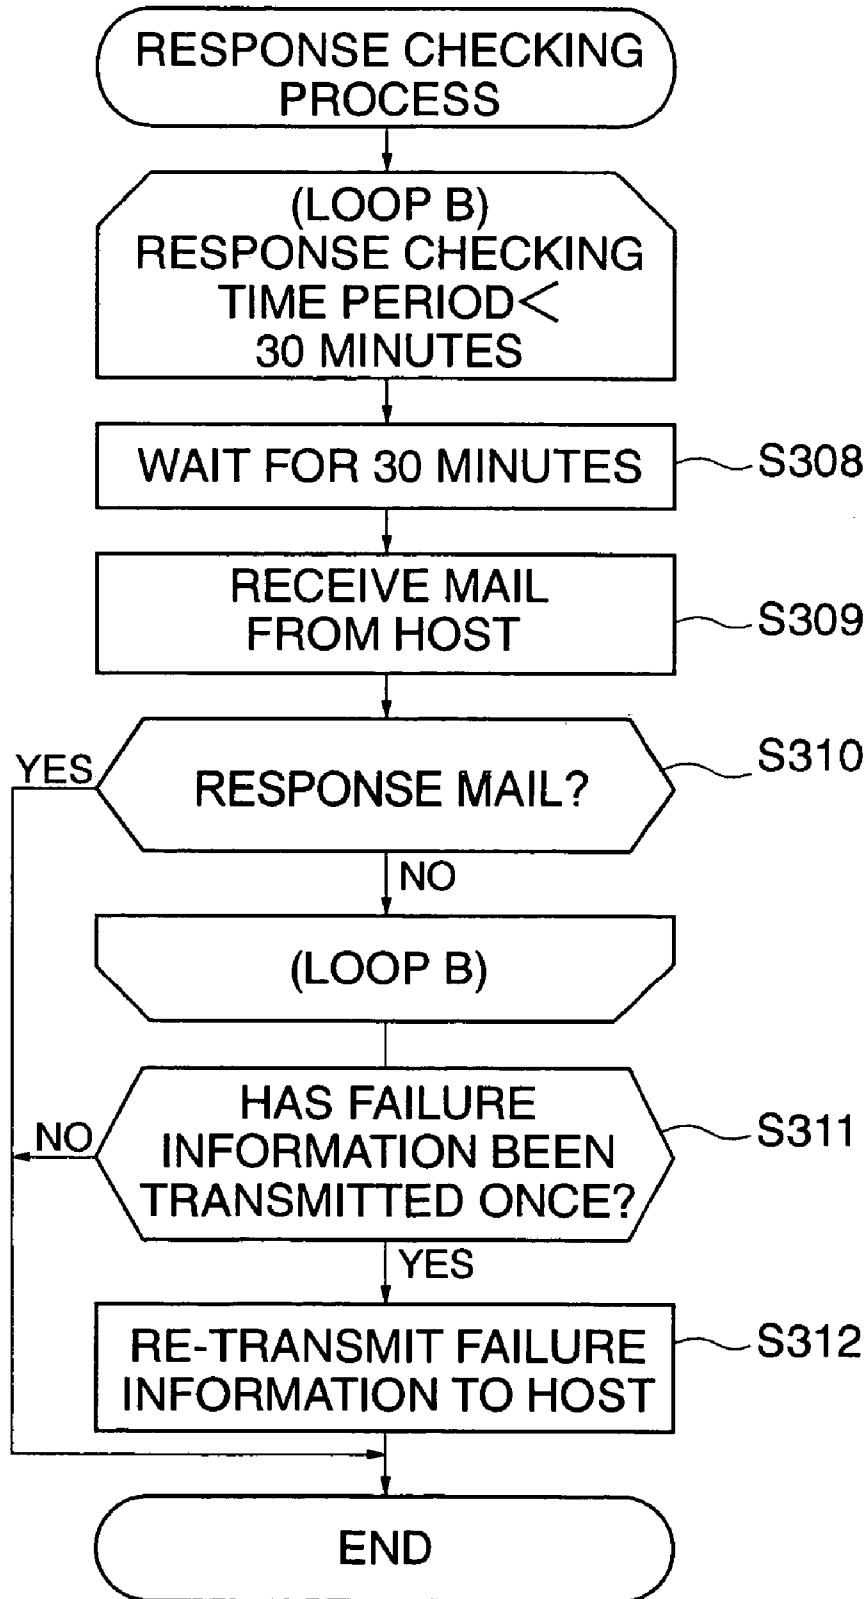 RESPONSE CHECKING
PROCESS
(LOOP B)
RESPONSE CHECKING
TIME PERIOD<
30 MINUTES
WAIT FOR 30 MINUTES
S308
RECEIVE MAIL
FROM HOST
S309
YES
RESPONSE MAIL?
S310
NO
(LOOP B)
NO
HAS FAILURE
INFORMATION BEEN
TRANSMITTED ONCE?
S311
YES
RE-TRANSMIT FAILURE
INFORMATION TO HOST
S312
END